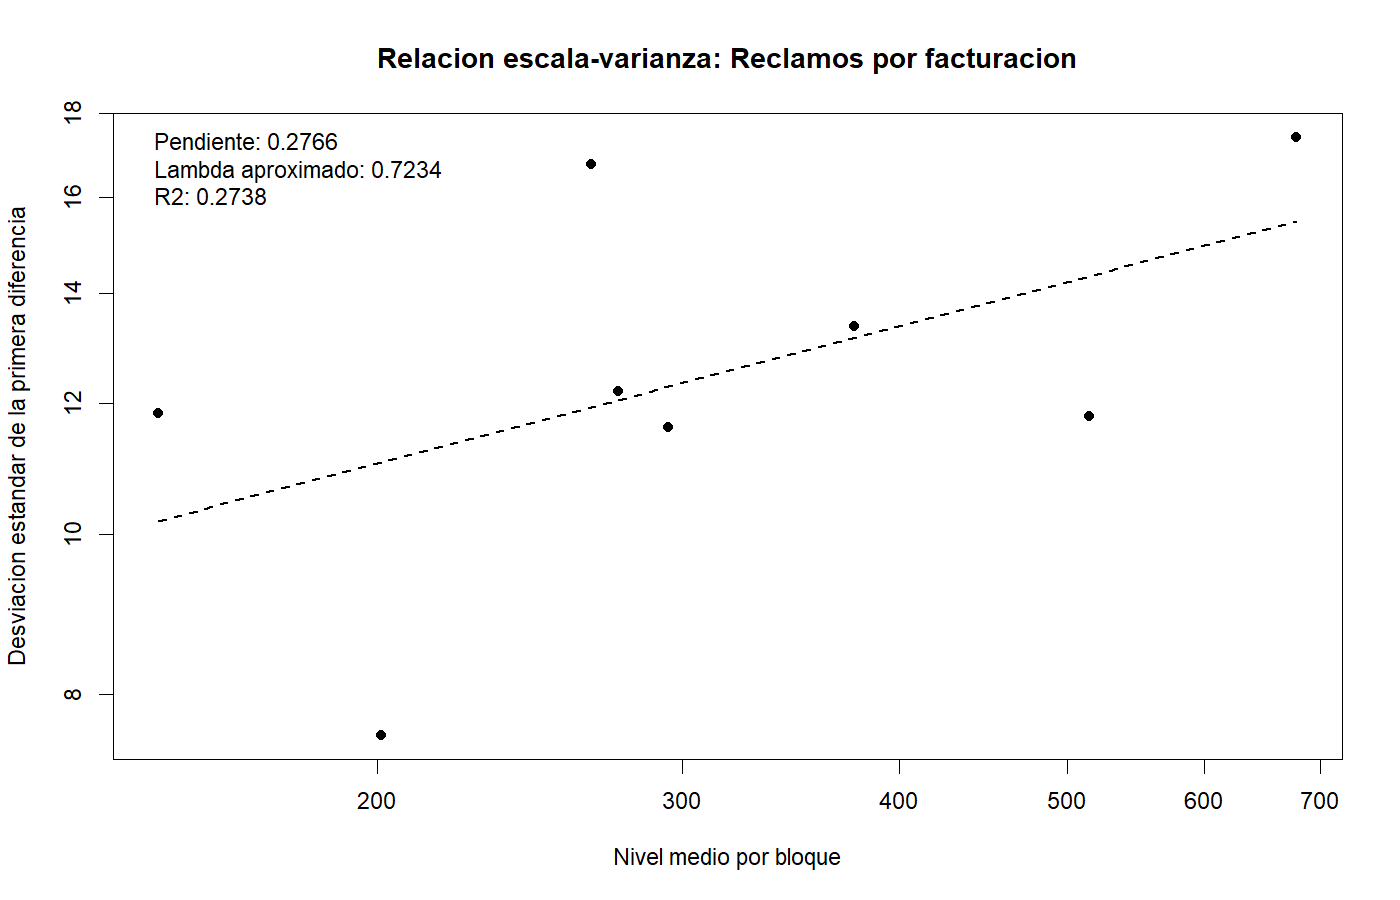 Relacion escala-varianza: Reclamos por facturacion
Pendiente: 0.2766
Lambda aproximado: 0.7234
R2: 0.2738
Desviacion estandar de la primera diferencia
18
16
14
12
10
8
200 300 400 500 600 700
Nivel medio por bloque